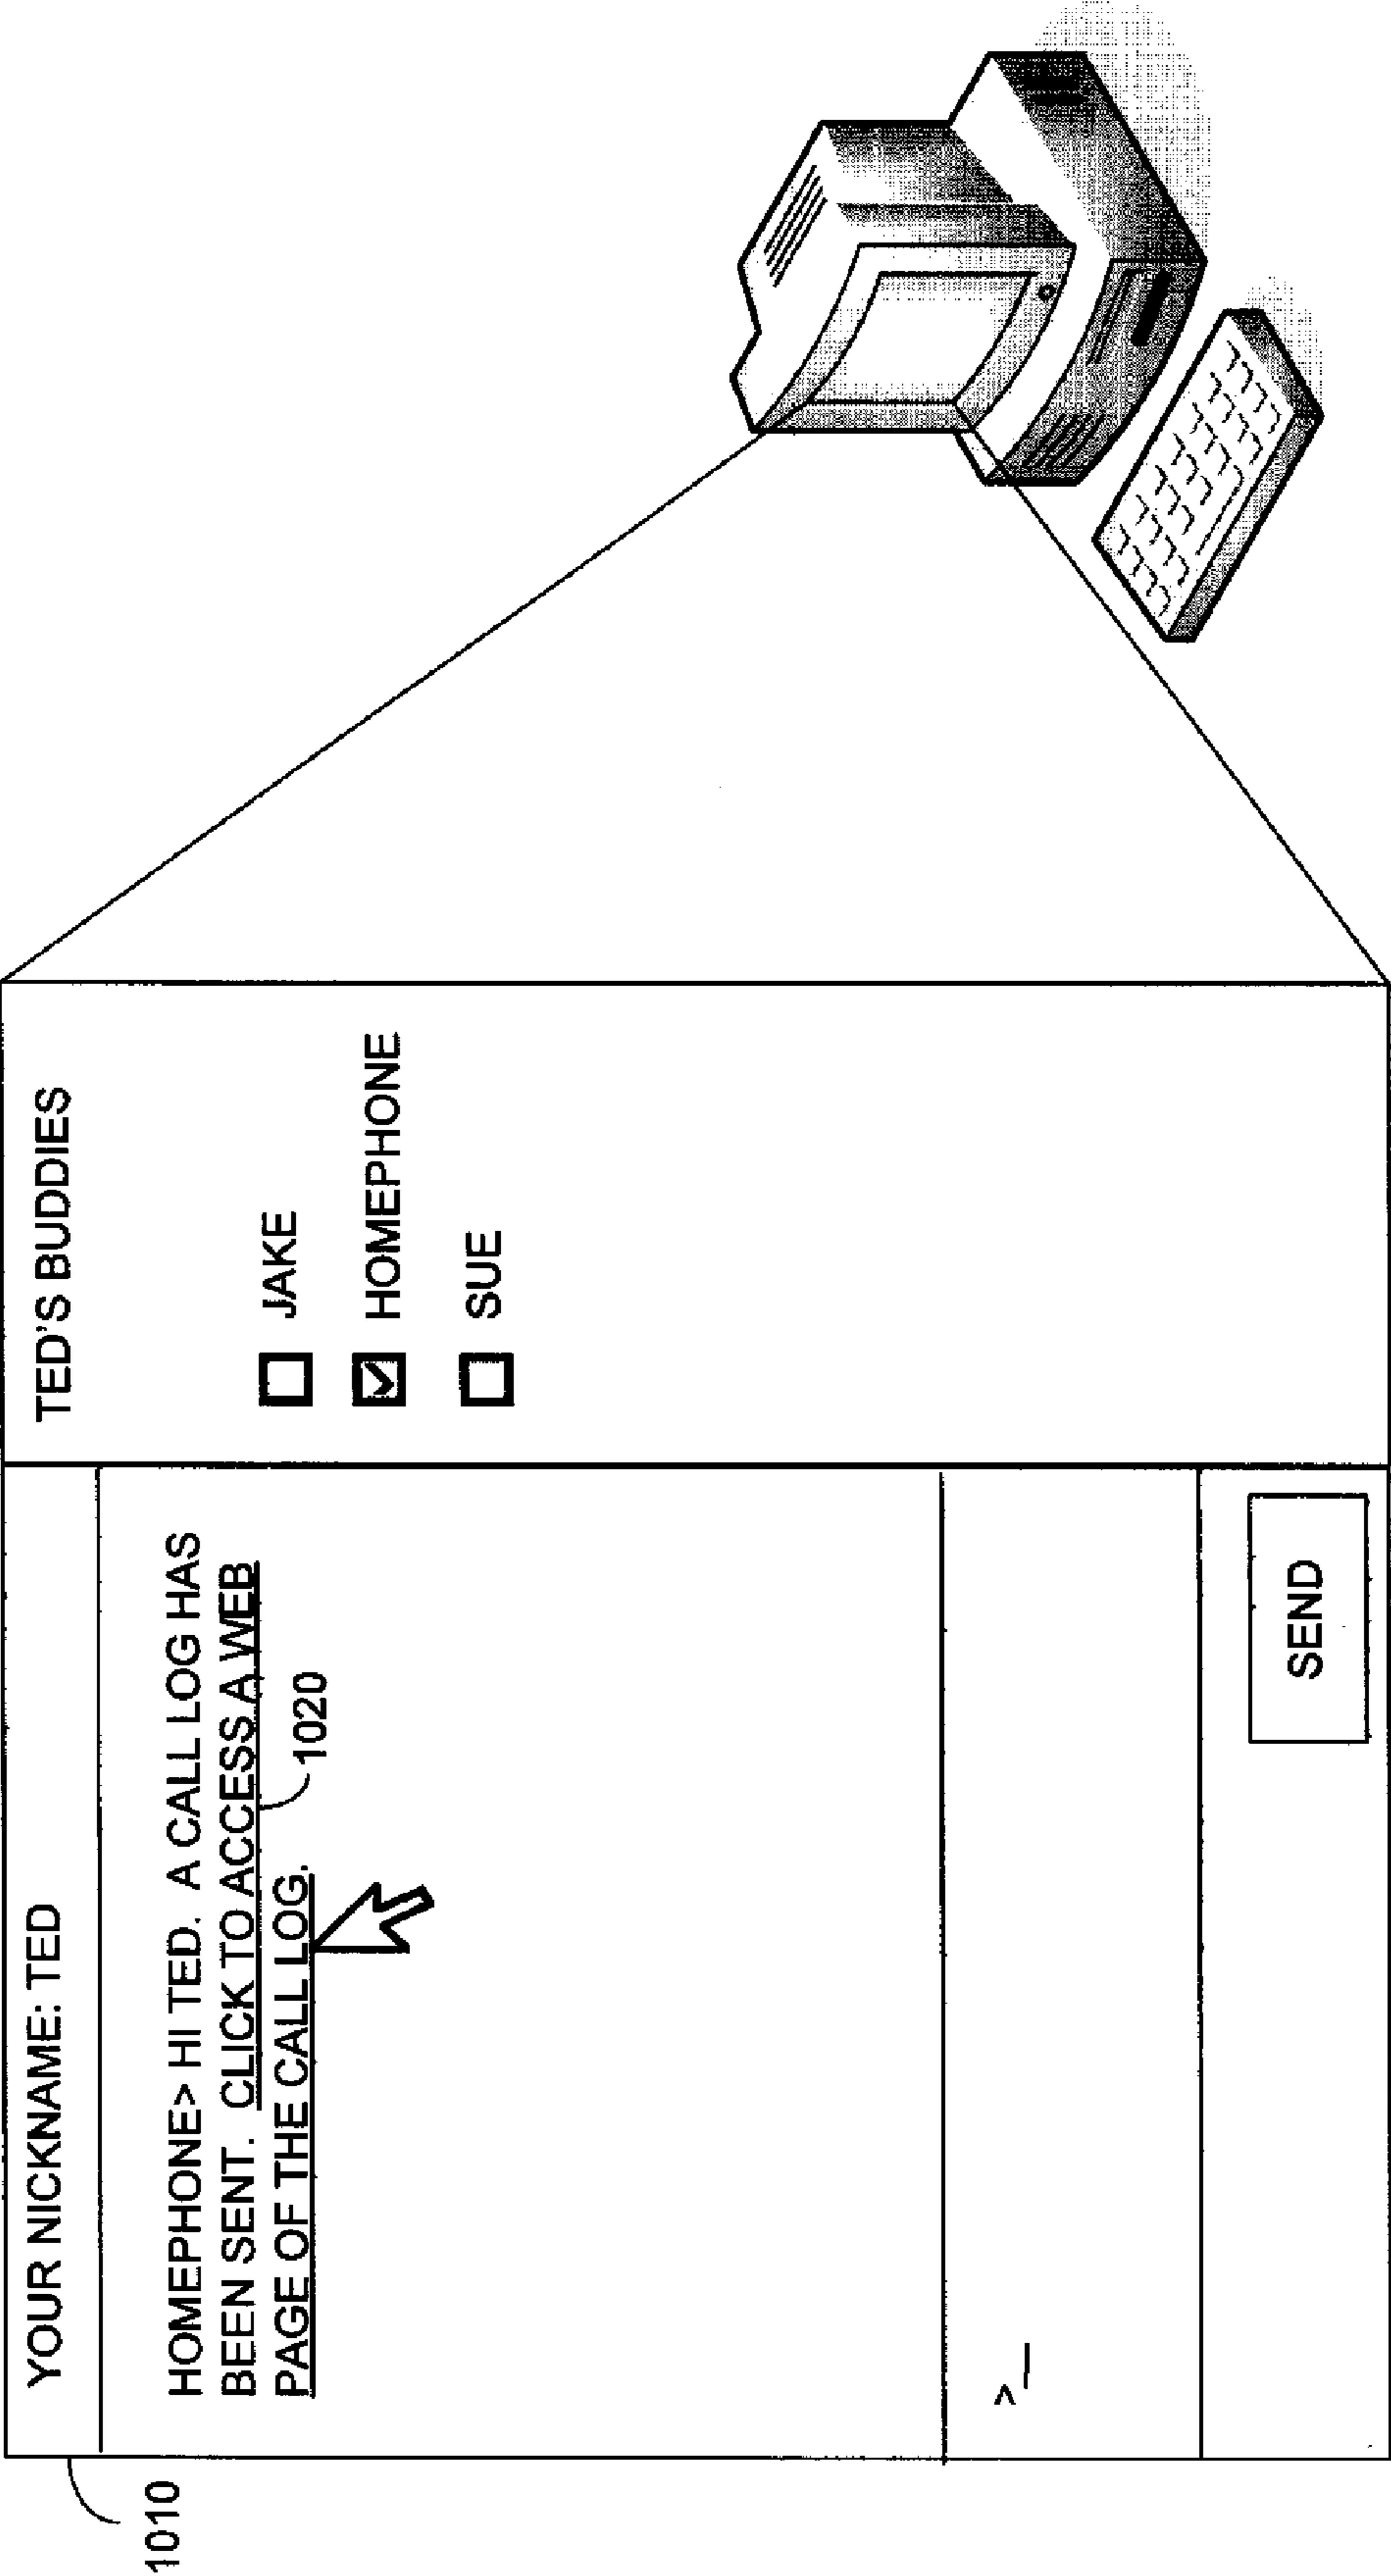 YOUR NICKNAME: TED
HOMEPHONE> HI TED. A CALL LOG HAS
BEEN SENT. CLICK TO ACCESS A WEB
PAGE OF THE CALL LOG.
1020
>_
SEND
TED'S BUDDIES
JAKE
HOMEPHONE
SUE
1010